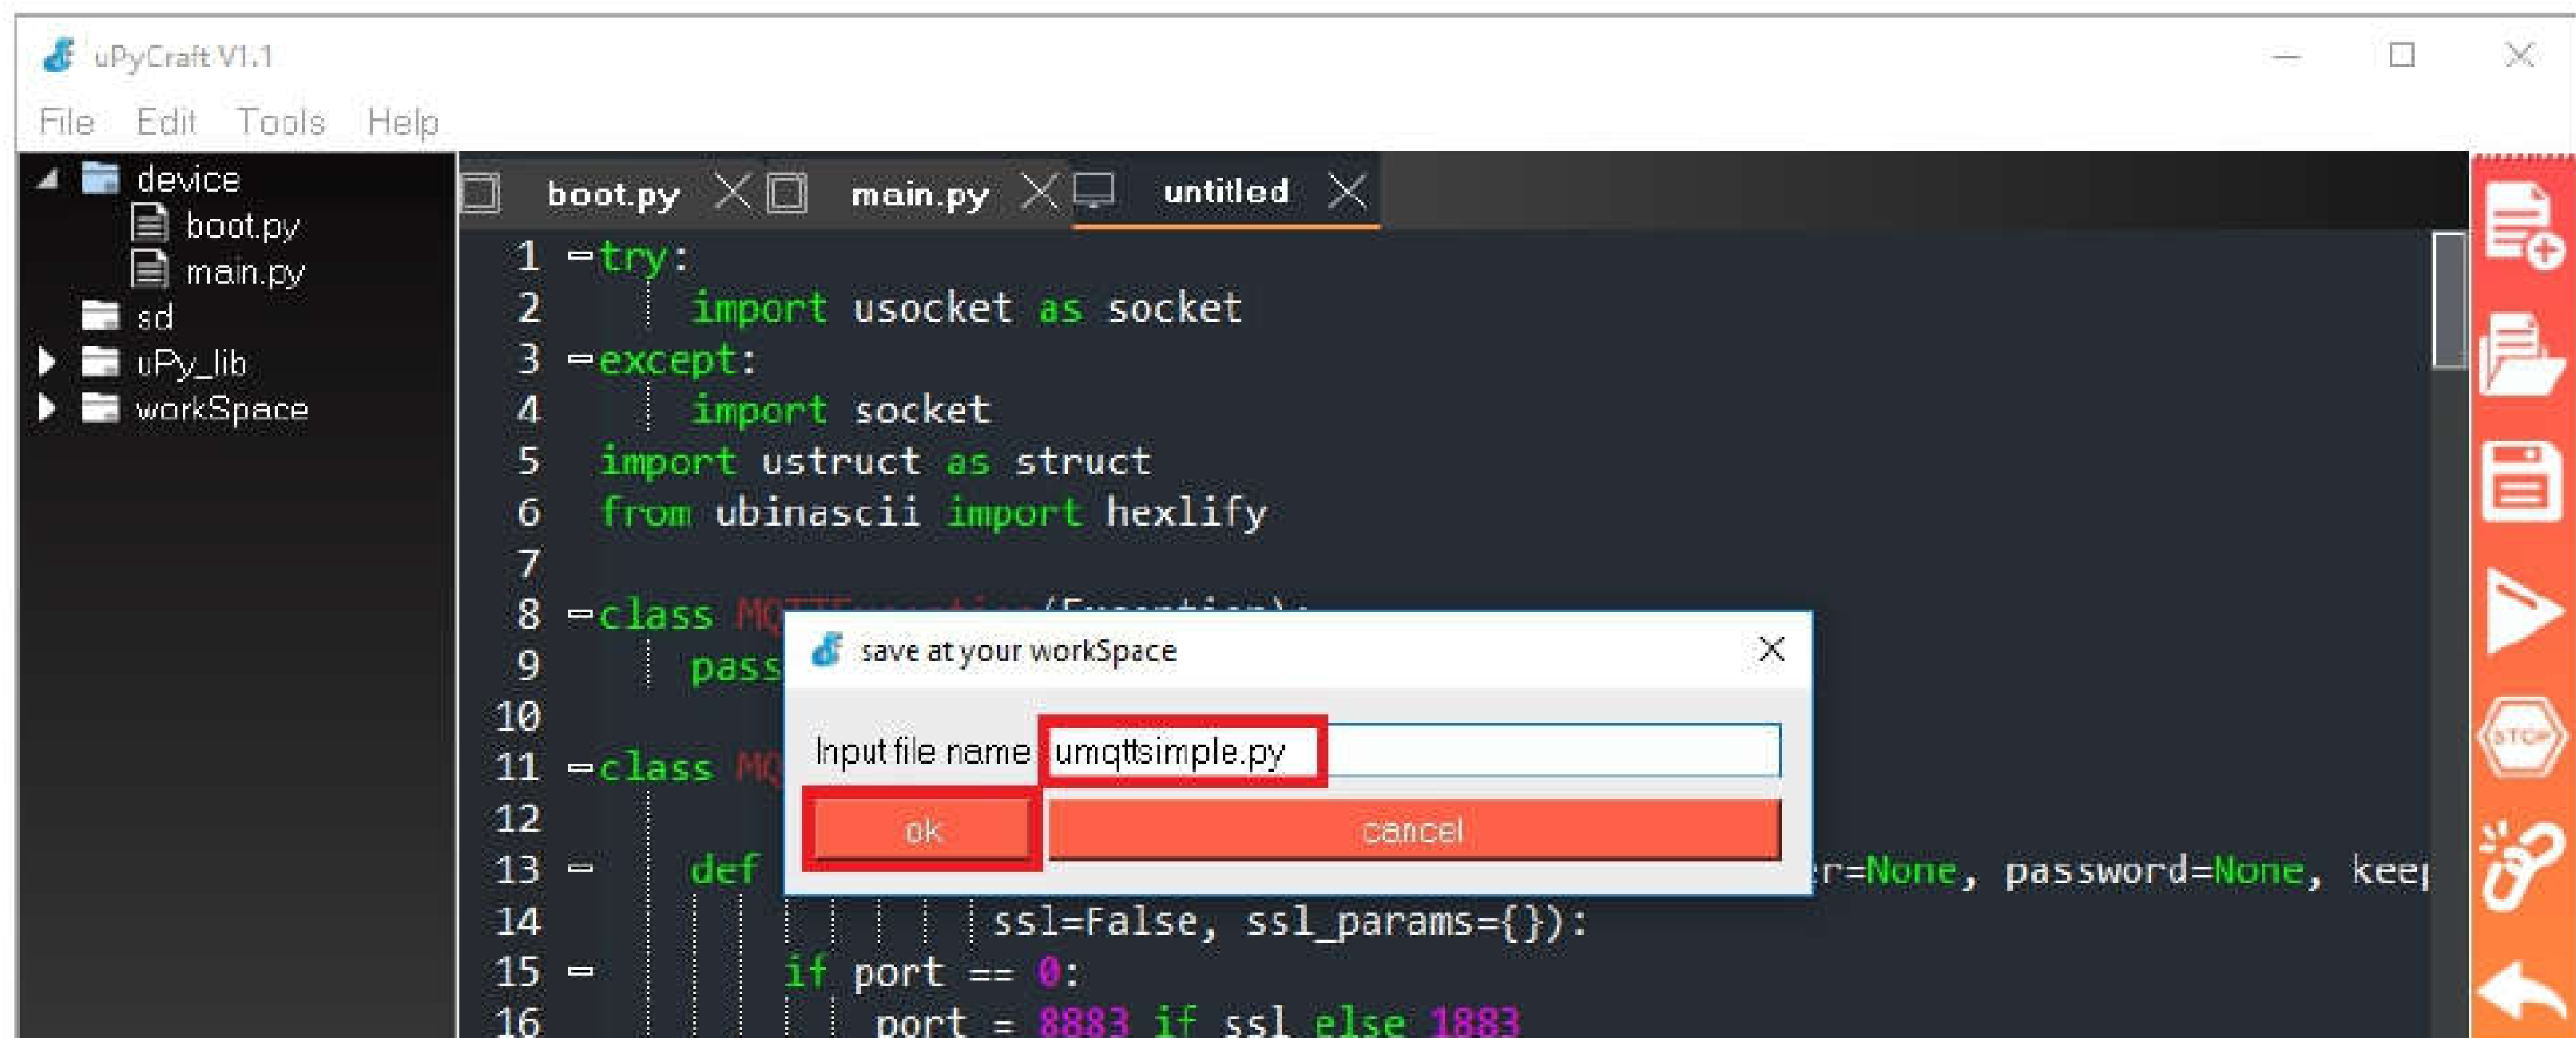 uPyCraft V1.1
File Edit Tools Help
device
boot.py
main.py
sd
uPy_lib
workSpace
boot.py main.py untitled
1 try:
2 import usocket as socket
3 except:
4 import socket
5 import ustruct as struct
6 from ubinascii import hexlify
7
8 class
9 pass
10
11 class
12
13 def r=None, password=None,
14 ssl=False, ssl_params={}):
15 if port == 0:
16 port = 8883 if ssl else 1883
save at your workSpace
Input file name umqttsimple.py
ok cancel
STOP